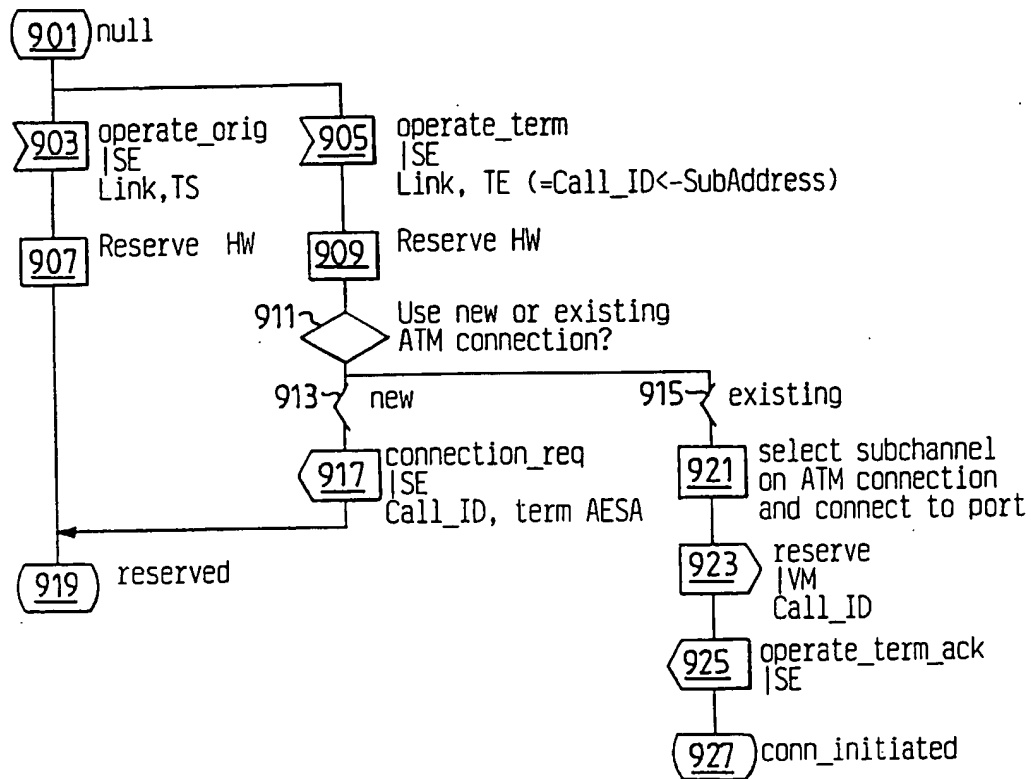 901 null
903 operate_orig
|SE
Link,TS
905 operate_term
|SE
Link, TE (=Call_ID<-SubAddress)
907 Reserve HW
909 Reserve HW
911 Use new or existing
ATM connection?
913 new
915 existing
917 connection_req
|SE
Call_ID, term AESA
921 select subchannel
on ATM connection
and connect to port
919 reserved
923 reserve
|VM
Call_ID
925 operate_term_ack
|SE
927 conn_initiated